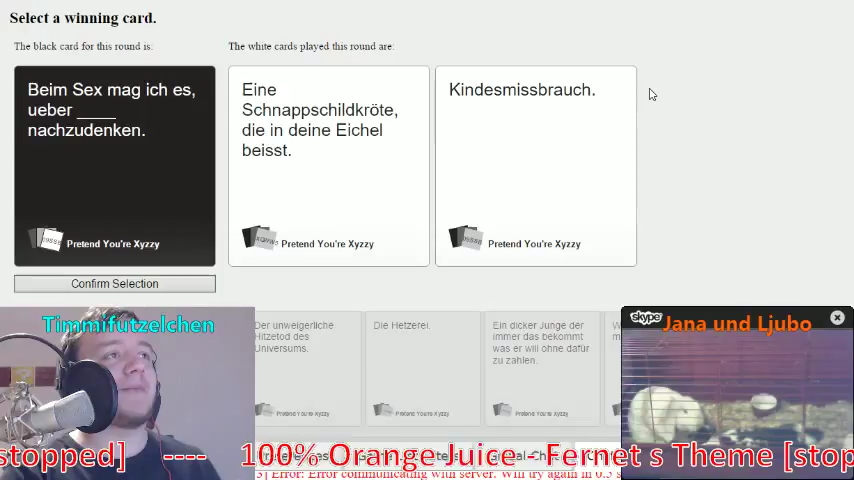 Select a winning card.
The black card for this round is:
The white cards played this round are:
Beim Sex mag ich es,
ueber ____
nachzudenken.
Pretend You're Xyzzy
Eine
Schnappschildkröte,
die in deine Eichel
beisst.
Pretend You're Xyzzy
Kindesmissbrauch.
Pretend You're Xyzzy
Confirm Selection
Timmifutzelchen
Der unweigerliche
Hitzetod des
Universums.
Pretend You're Xyzzy
Die Hetzerei.
Pretend You're Xyzzy
Ein dicker Junge der
immer das bekommt
was er will ohne dafür
zu zahlen.
Pretend You're Xyzzy
skype
Jana und Ljubo
stopped] ---- 100% Orange Juice - Fernet s Theme [stop
Error: Error communicating with server. Will try again in 0.5 s